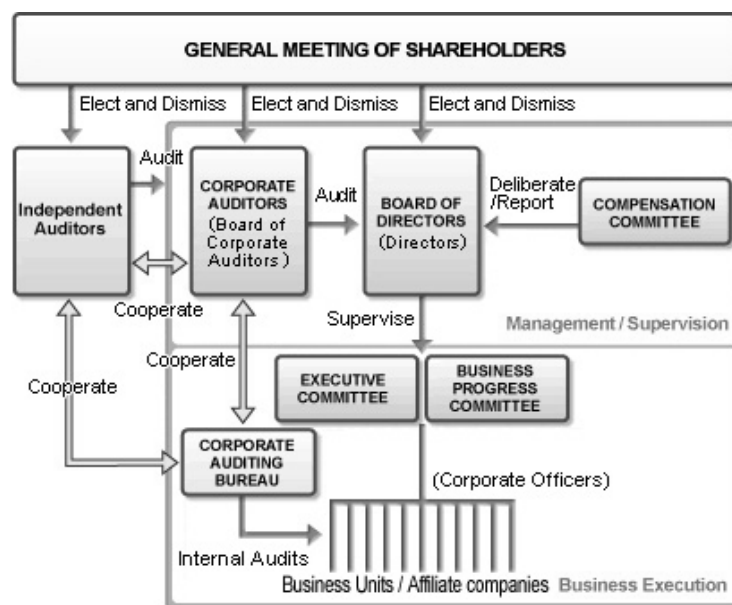 GENERAL MEETING OF SHAREHOLDERS
Elect and Dismiss
Elect and Dismiss
Elect and Dismiss
Independent
Auditors
Audit
CORPORATE
AUDITORS
(Board of
Corporate
Auditors)
Audit
BOARD OF
DIRECTORS
(Directors)
Deliberate
/Report
COMPENSATION
COMMITTEE
Cooperate
Supervise
Management / Supervision
Cooperate
Cooperate
EXECUTIVE
COMMITTEE
BUSINESS
PROGRESS
COMMITTEE
CORPORATE
AUDITING
BUREAU
(Corporate Officers)
Internal Audits
Business Units / Affiliate companies
Business Execution